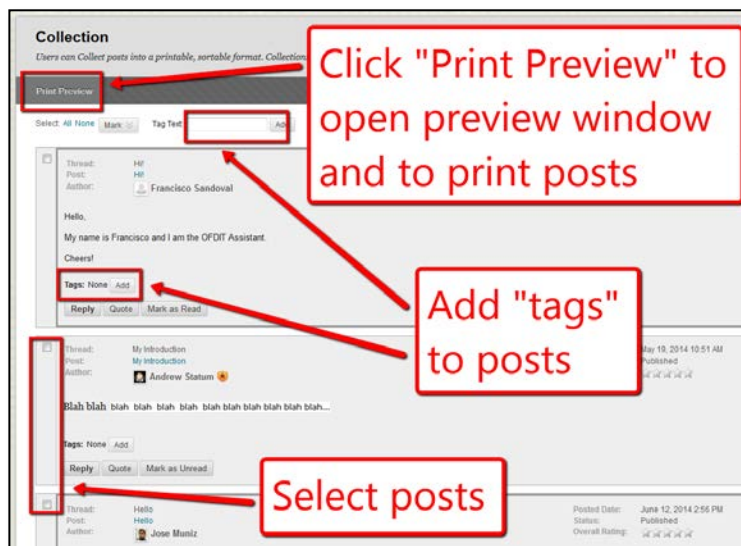 Collection
Users can Collect posts into a printable, sortable format. Collection
Click "Print Preview" to
open preview window
and to print posts
Print Preview
Select: All None Mark Tag Text: Add
Thread: Hi!
Post: Hi!
Author: Francisco Sandoval
Hello,
My name is Francisco and I am the OFDIT Assistant
Cheers!
Tags: None Add
Reply Quote Mark as Read
Add "tags"
to posts
Thread: My Introduction
May 19, 2014 10:51 AM
Post: My Introduction
Published
Author: Andrew Statum
Blah blah blah blah blah blah blah blah blah blah blah blah...
Tags: None Add
Reply Quote Mark as Unread
Select posts
Thread: Hello
Posted Date: June 12, 2014 2:56 PM
Post: Hello
Status: Published
Author: Jose Muniz
Overall Rating: